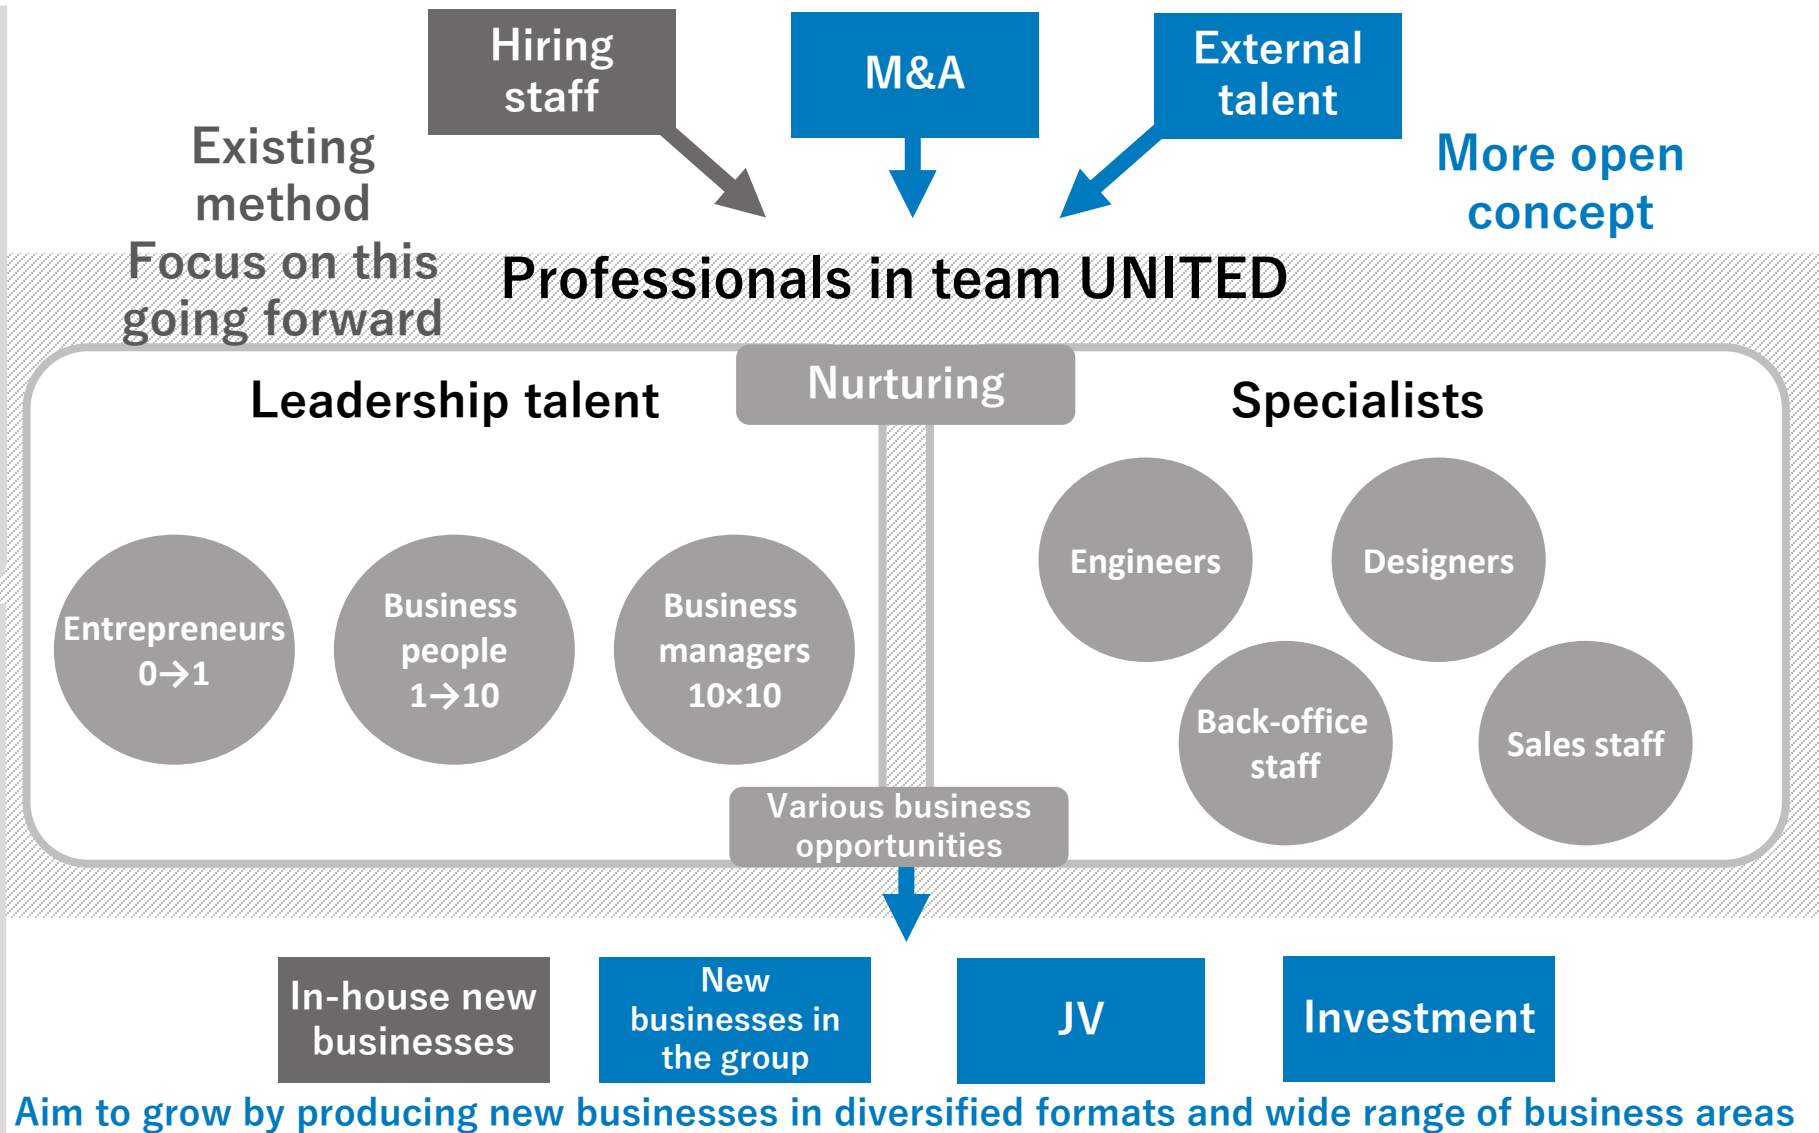 Hiring
staff
M&A
External
talent
Existing
method
Focus on this
going forward
More open
concept
Professionals in team UNITED
Nurturing
Leadership talent
Specialists
Entrepreneurs
0→1
Business
people
1→10
Business
managers
10×10
Engineers
Designers
Back-office
staff
Sales staff
Various business
opportunities
In-house new
businesses
New
businesses in
the group
JV
Investment
Aim to grow by producing new businesses in diversified formats and wide range of business areas